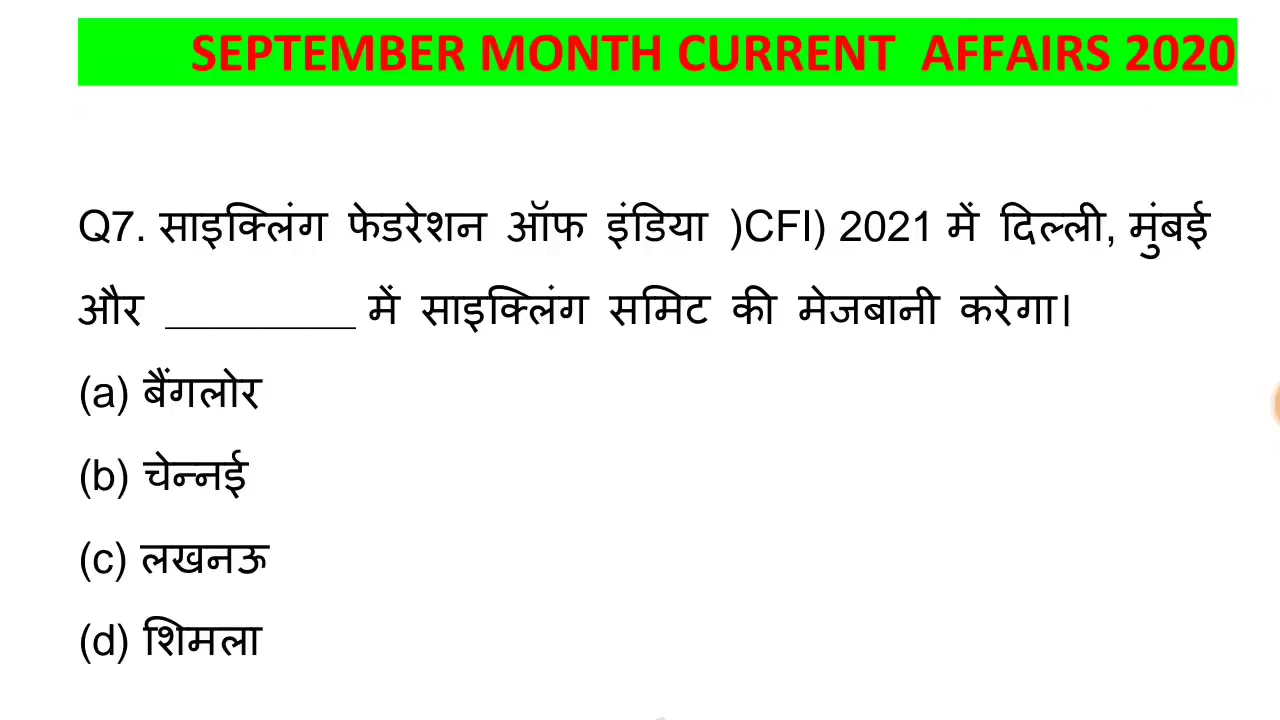 SEPTEMBER MONTH CURRENT AFFAIRS 2020
Q7. साइक्लिंग फेडरेशन ऑफ इंडिया )CFI) 2021 में दिल्ली, मुंबई
और _________ में साइक्लिंग समिट की मेजबानी करेगा।
(a) बैंगलोर
(b) चेन्नई
(c) लखनऊ
(d) शिमला